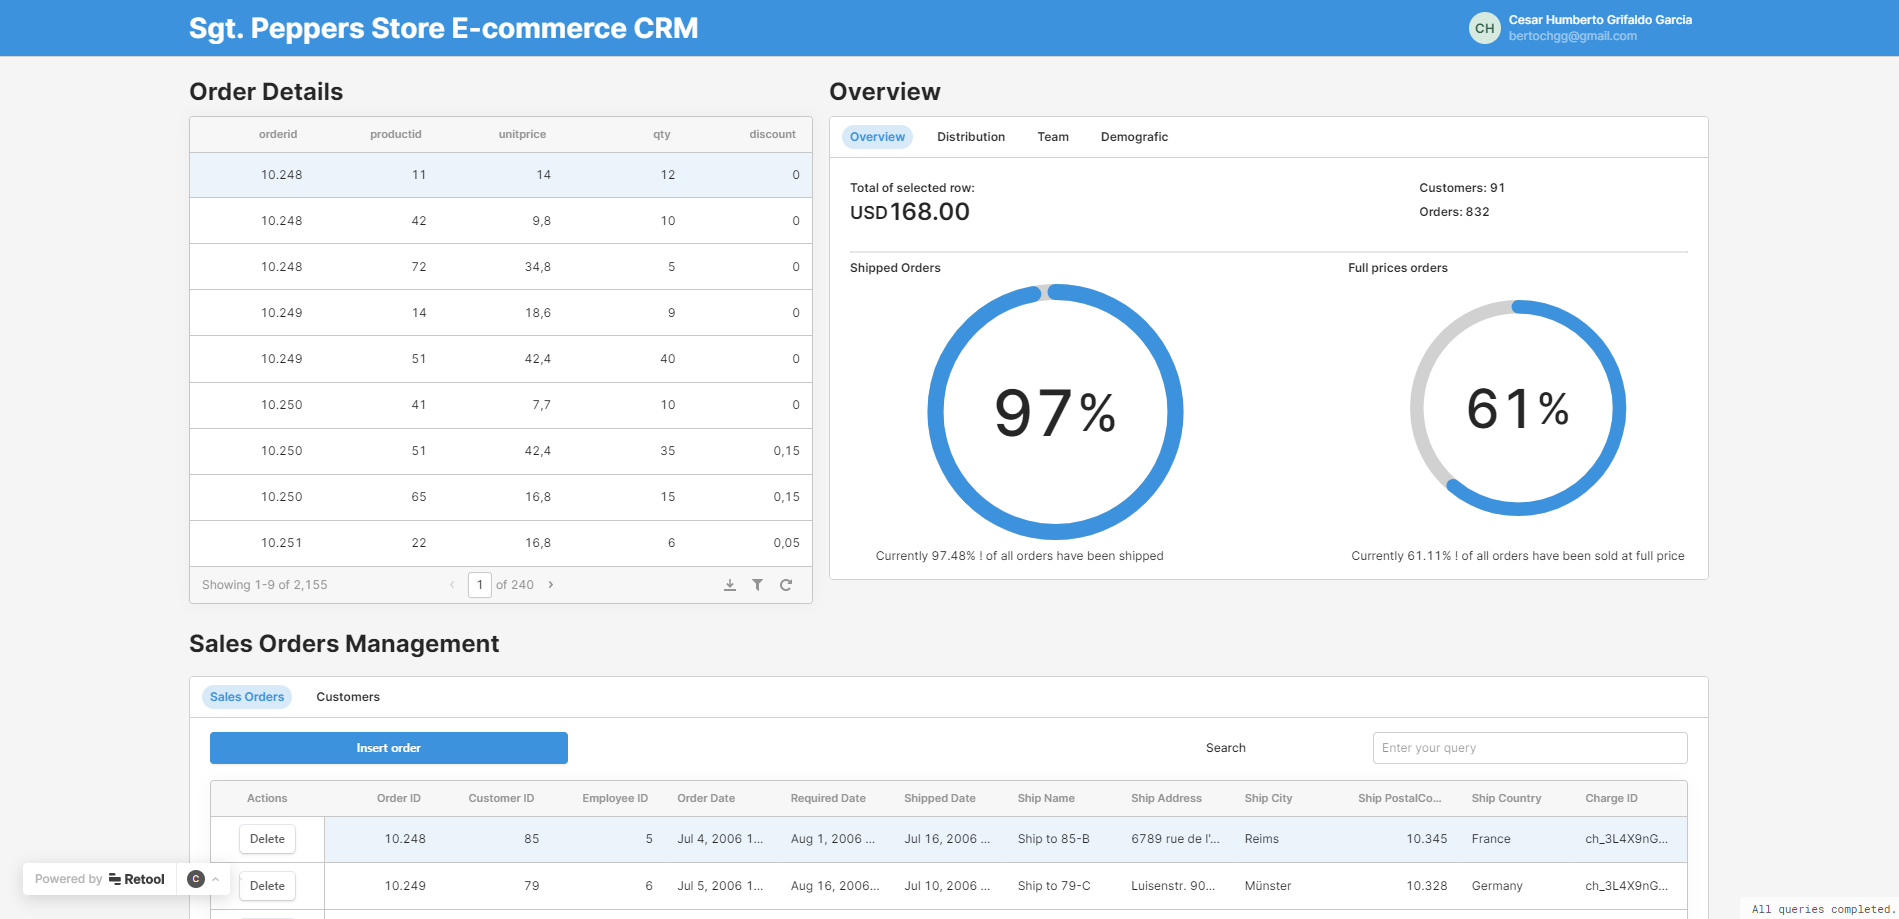 Sgt. Peppers Store E-commerce CRM
CH
Cesar Humberto Grifaldo Garcia
bertochgg@gmail.com
Order Details
orderid productid unitprice qty discount
10.248 11 14 12 0
10.248 42 9,8 10 0
10.248 72 34,8 5 0
10.249 14 18,6 9 0
10.249 51 42,4 40 0
10.250 41 7,7 10 0
10.250 51 42,4 35 0,15
10.250 65 16,8 15 0,15
10.251 22 16,8 6 0,05
Showing 1-9 of 2,155 1 of 240
Overview
Overview Distribution Team Demografic
Total of selected row:
USD 168.00
Customers: 91
Orders: 832
Shipped Orders
97%
Currently 97.48% ! of all orders have been shipped
Full prices orders
61%
Currently 61.11% ! of all orders have been sold at full price
Sales Orders Management
Sales Orders Customers
Insert order Search Enter your query
Actions Order ID Customer ID Employee ID Order Date Required Date Shipped Date Ship Name Ship Address Ship City Ship PostalCo... Ship Country Charge ID
Delete 10.248 85 5 Jul 4, 2006 1... Aug 1, 2006 ... Jul 16, 2006 ... Ship to 85-B 6789 rue de l'... Reims 10.345 France ch_3L4X9nG...
Delete 10.249 79 6 Jul 5, 2006 1... Aug 16, 2006... Jul 10, 2006 ... Ship to 79-C Luisenstr. 90... Münster 10.328 Germany ch_3L4X9nG...
Powered by Retool C
All queries completed.